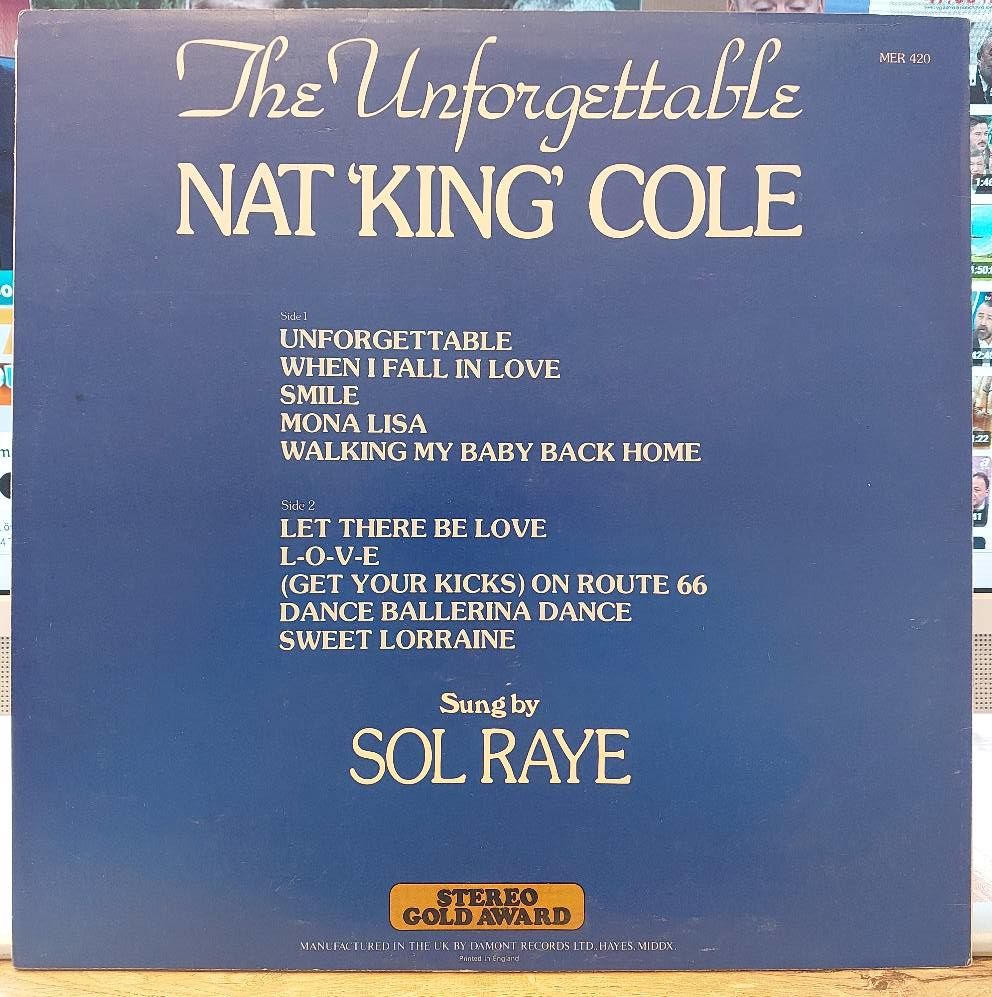 The Unforgettable
MER 420
NAT 'KING' COLE
Side 1
UNFORGETTABLE
WHEN I FALL IN LOVE
SMILE
MONA LISA
WALKING MY BABY BACK HOME
Side 2
LET THERE BE LOVE
L-O-V-E
(GET YOUR KICKS) ON ROUTE 66
DANCE BALLERINA DANCE
SWEET LORRAINE
Sung by
SOL RAYE
STEREO
GOLD AWARD
MANUFACTURED IN THE UK BY DAMONT RECORDS LTD. HAYES, MIDDX.
Printed in England